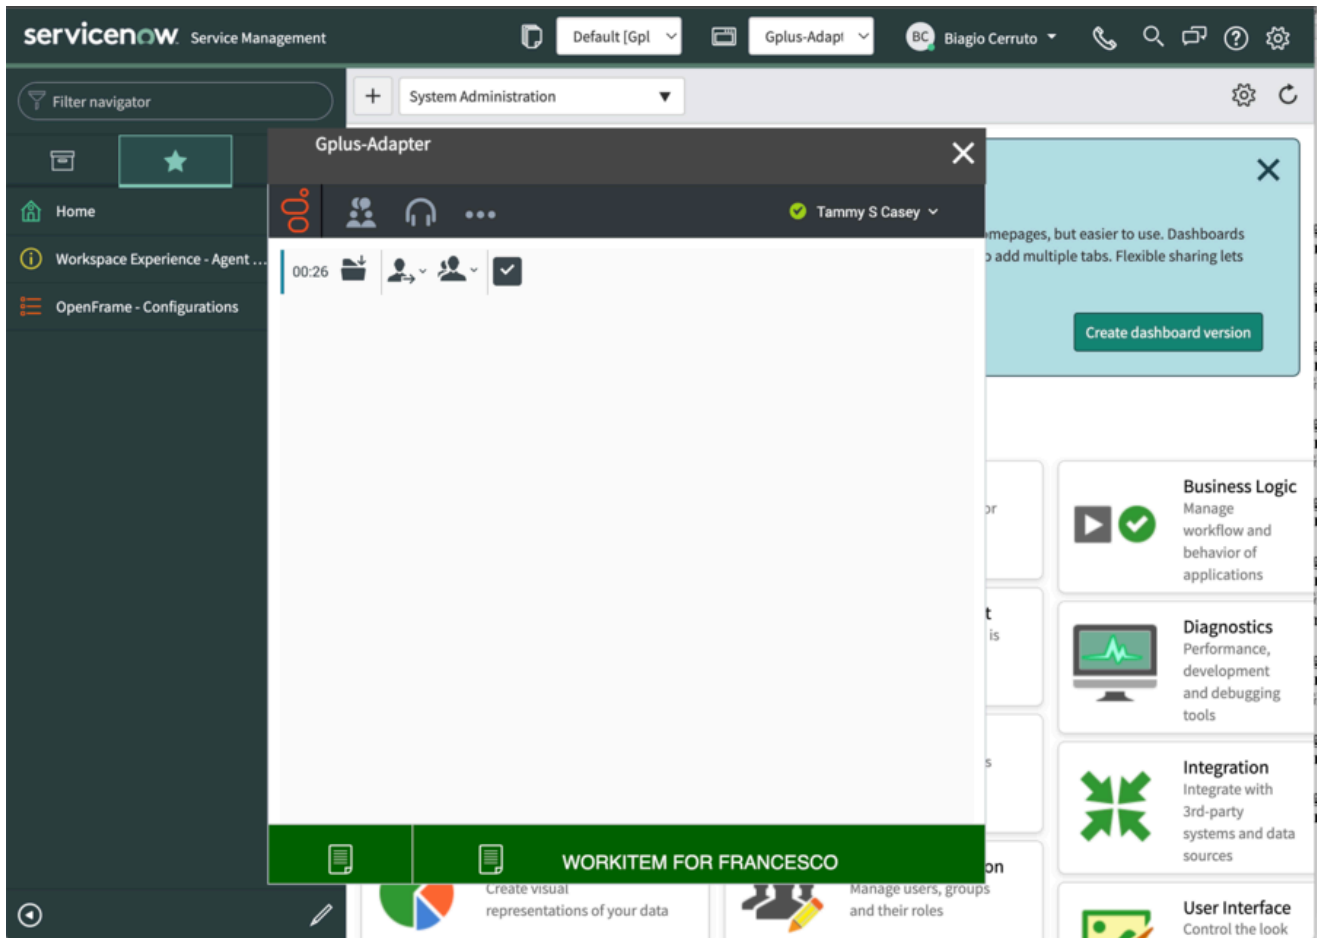 servicenow Service Management
Default [Gpl
Gplus-Adapt
BC
Biagio Cerruto
Filter navigator
System Administration
Home
Workspace Experience - Agent ...
OpenFrame - Configurations
Gplus-Adapter
Tammy S Casey
00:26
WORKITEM FOR FRANCESCO
mepages, but easier to use. Dashboards
add multiple tabs. Flexible sharing lets
Create dashboard version
or
t
is
s
on
Business Logic
Manage
workflow and
behavior of
applications
Diagnostics
Performance,
development
and debugging
tools
Integration
Integrate with
3rd-party
systems and data
sources
Create visual
representations of your data
Manage users, groups
and their roles
User Interface
Control the look